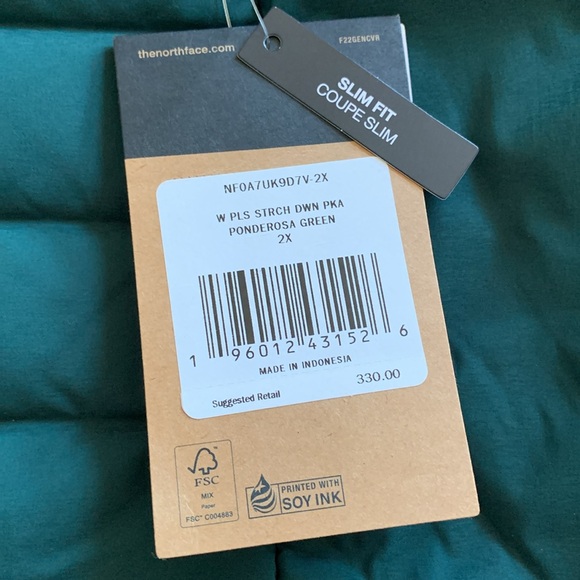 thenorthface.com
F22GENCVR
SLIM FIT
COUPE SLIM
NF0A7UK9D7V-2X
W PLS STRCH DWN PKA
PONDEROSA GREEN
2X
1 96012 43152 6
MADE IN INDONESIA
Suggested Retail 330.00
FSC
MIX
Paper
FSC® C004883
PRINTED WITH
SOY INK